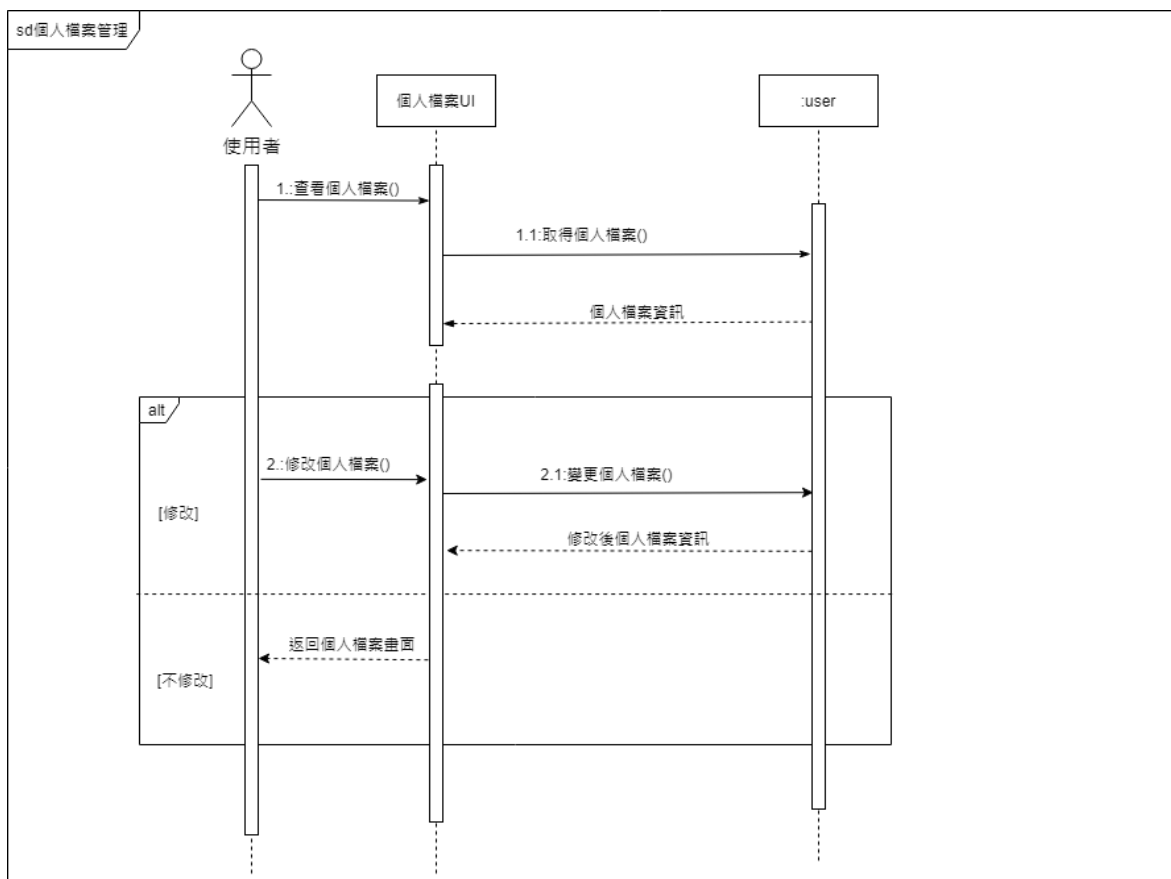 sd個人檔案管理
使用者
個人檔案UI
:user
1.:查看個人檔案()
1.1:取得個人檔案()
個人檔案資訊
alt
2.:修改個人檔案()
2.1:變更個人檔案()
[修改]
修改後個人檔案資訊
返回個人檔案畫面
[不修改]